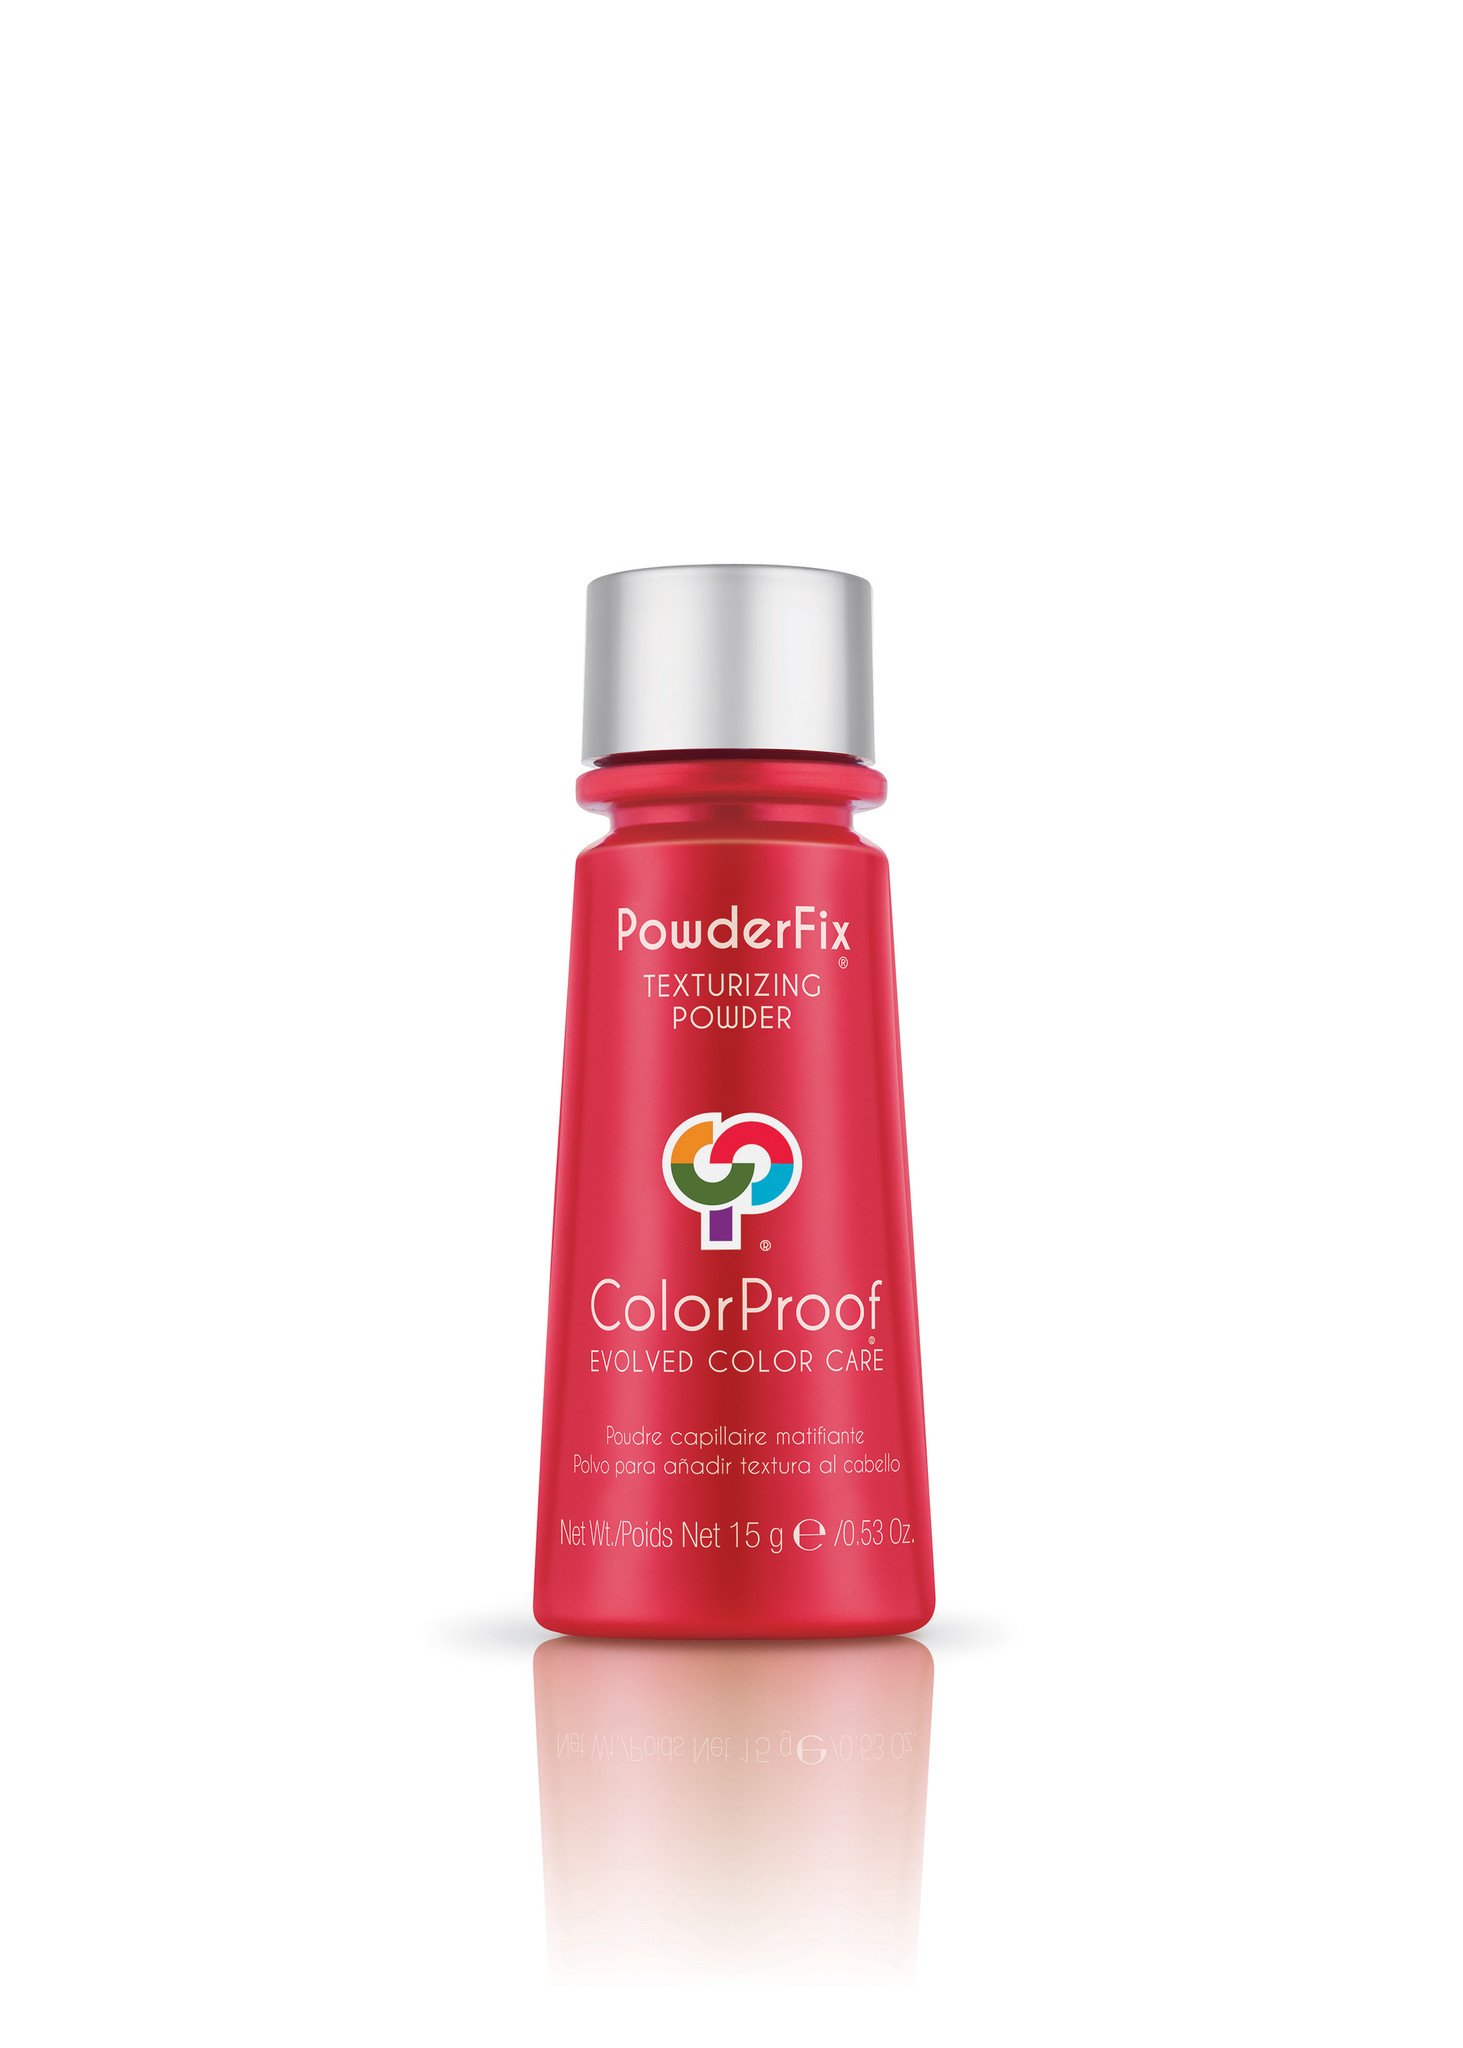 PowderFix®
TEXTURIZING
POWDER
®
ColorProof®
EVOLVED COLOR CARE
Poudre capillaire matifiante
Polvo para añadir textura al cabello
Net Wt./Poids Net 15 g ℮ /0.53 Oz.